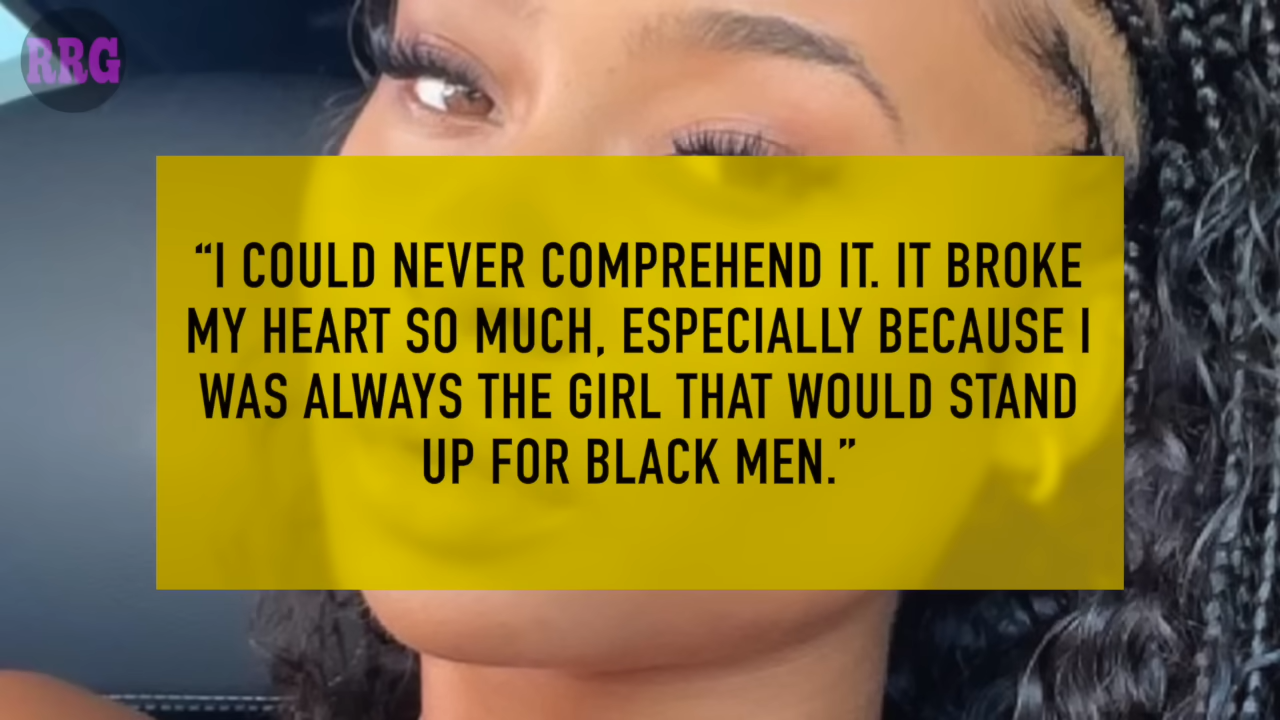 RRG
“I COULD NEVER COMPREHEND IT. IT BROKE
MY HEART SO MUCH, ESPECIALLY BECAUSE I
WAS ALWAYS THE GIRL THAT WOULD STAND
UP FOR BLACK MEN.”